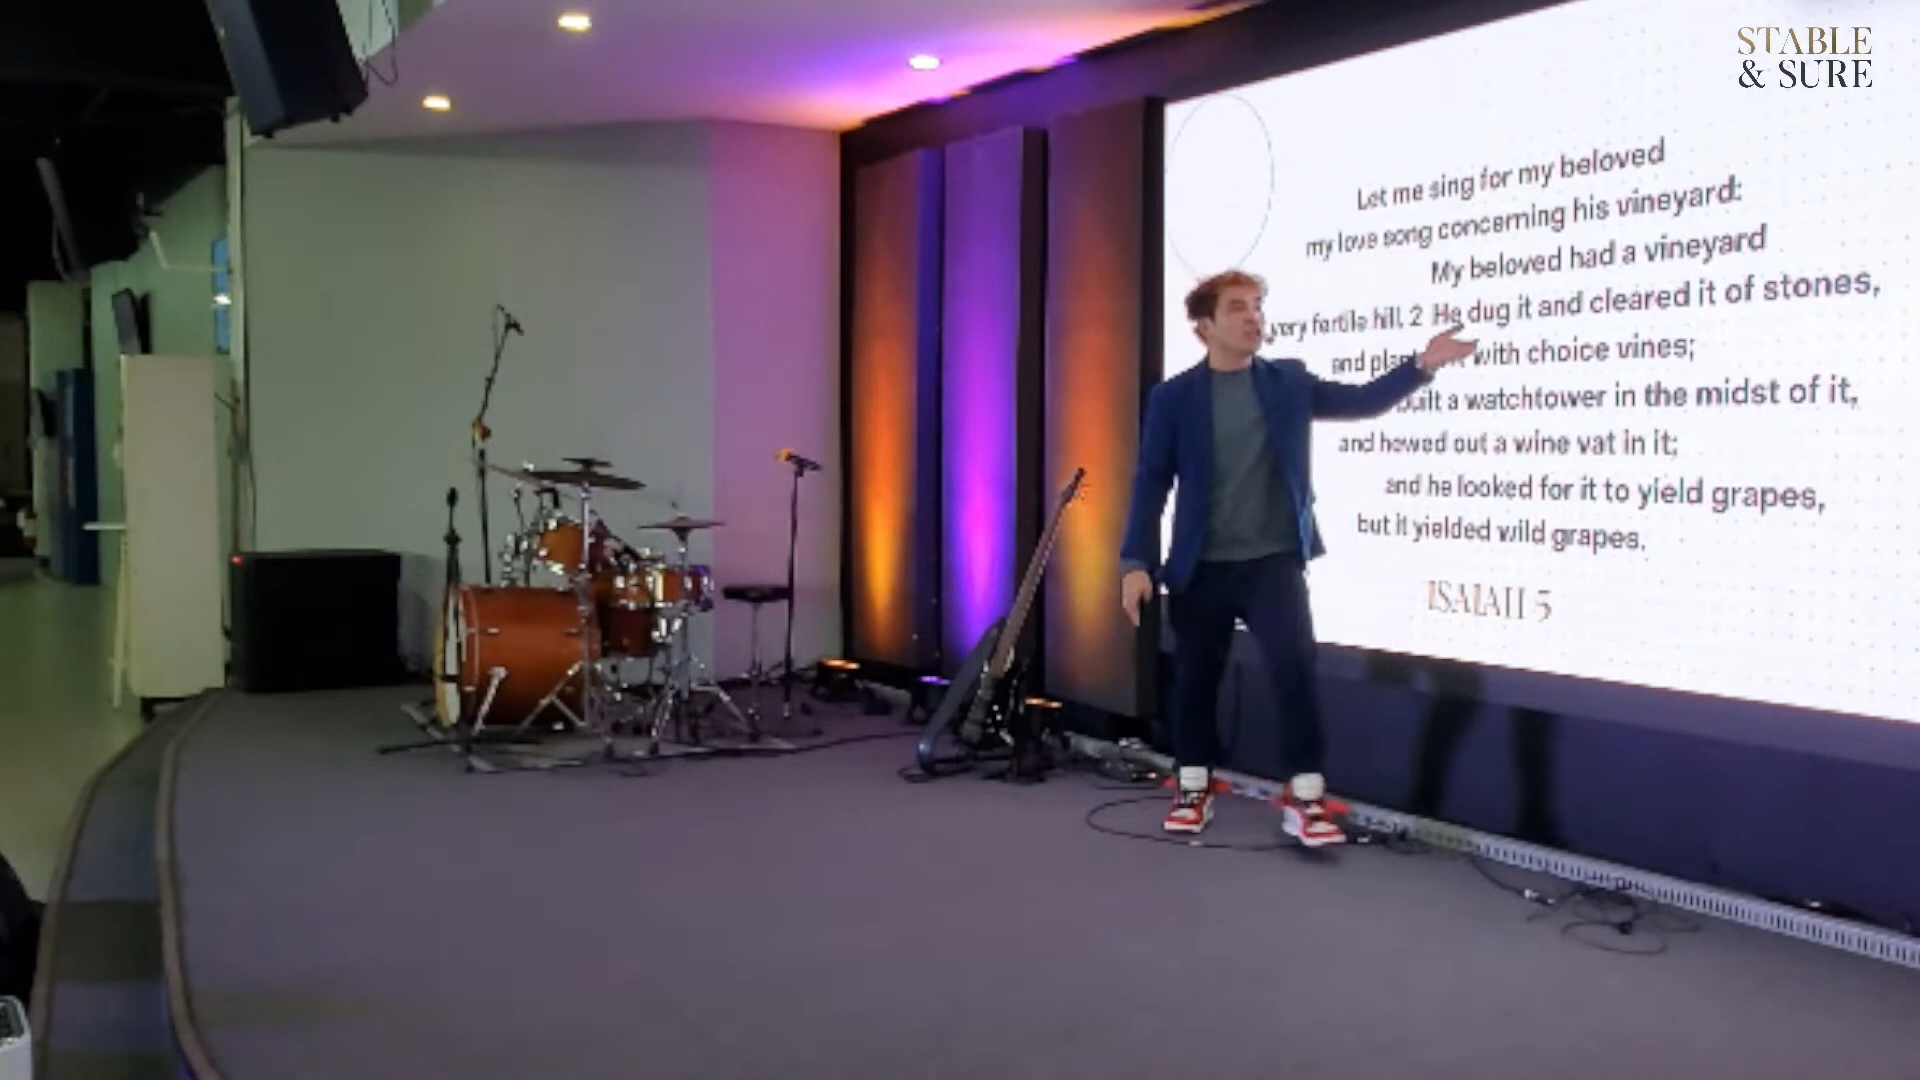 STABLE
& SURE
Let me sing for my beloved
my love song concerning his vineyard:
My beloved had a vineyard
very fertile hill. 2 He dug it and cleared it of stones,
and with choice vines;
built a watchtower in the midst of it,
and hewed out a wine vat in it;
and he looked for it to yield grapes,
but it yielded wild grapes.
ISAIAH 5